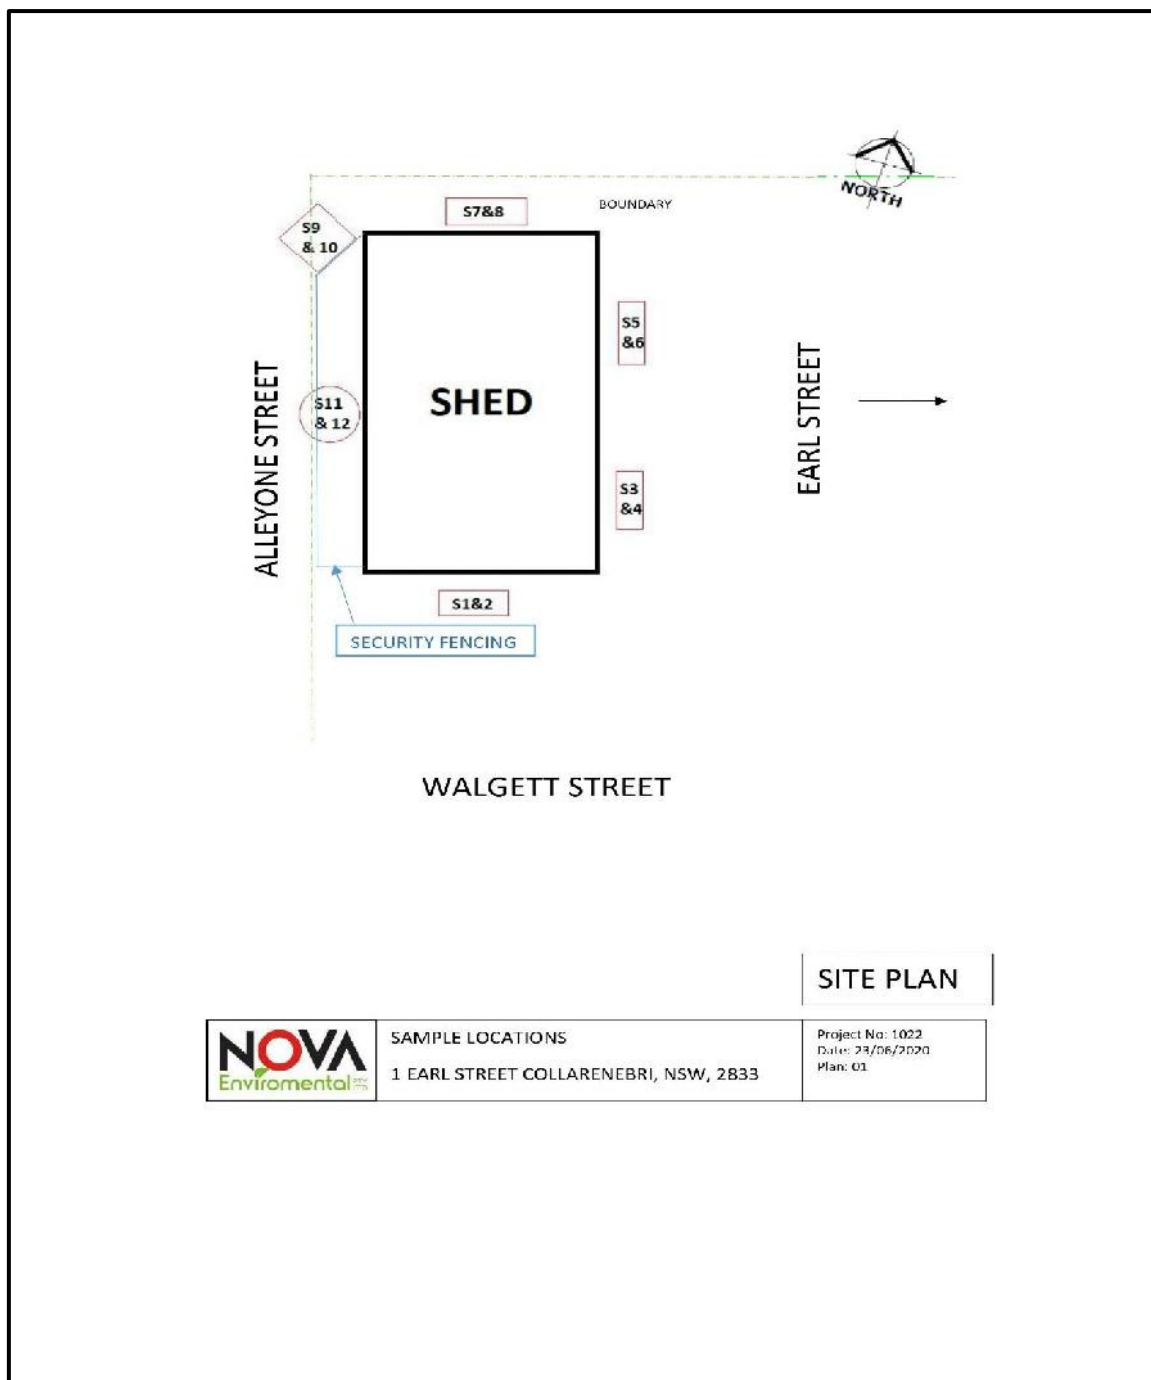 NORTH
BOUNDARY
S7&8
S9
& 10
S5
&6
SHED
S11
& 12
ALLEYONE STREET
EARL STREET
S3
&4
S1&2
SECURITY FENCING
WALGETT STREET
SITE PLAN
NOVA
Enviromental PTY LTD
SAMPLE LOCATIONS
1 EARL STREET COLLARENEBRI, NSW, 2833
Project No: 1022
Date: 23/06/2020
Plan: 01